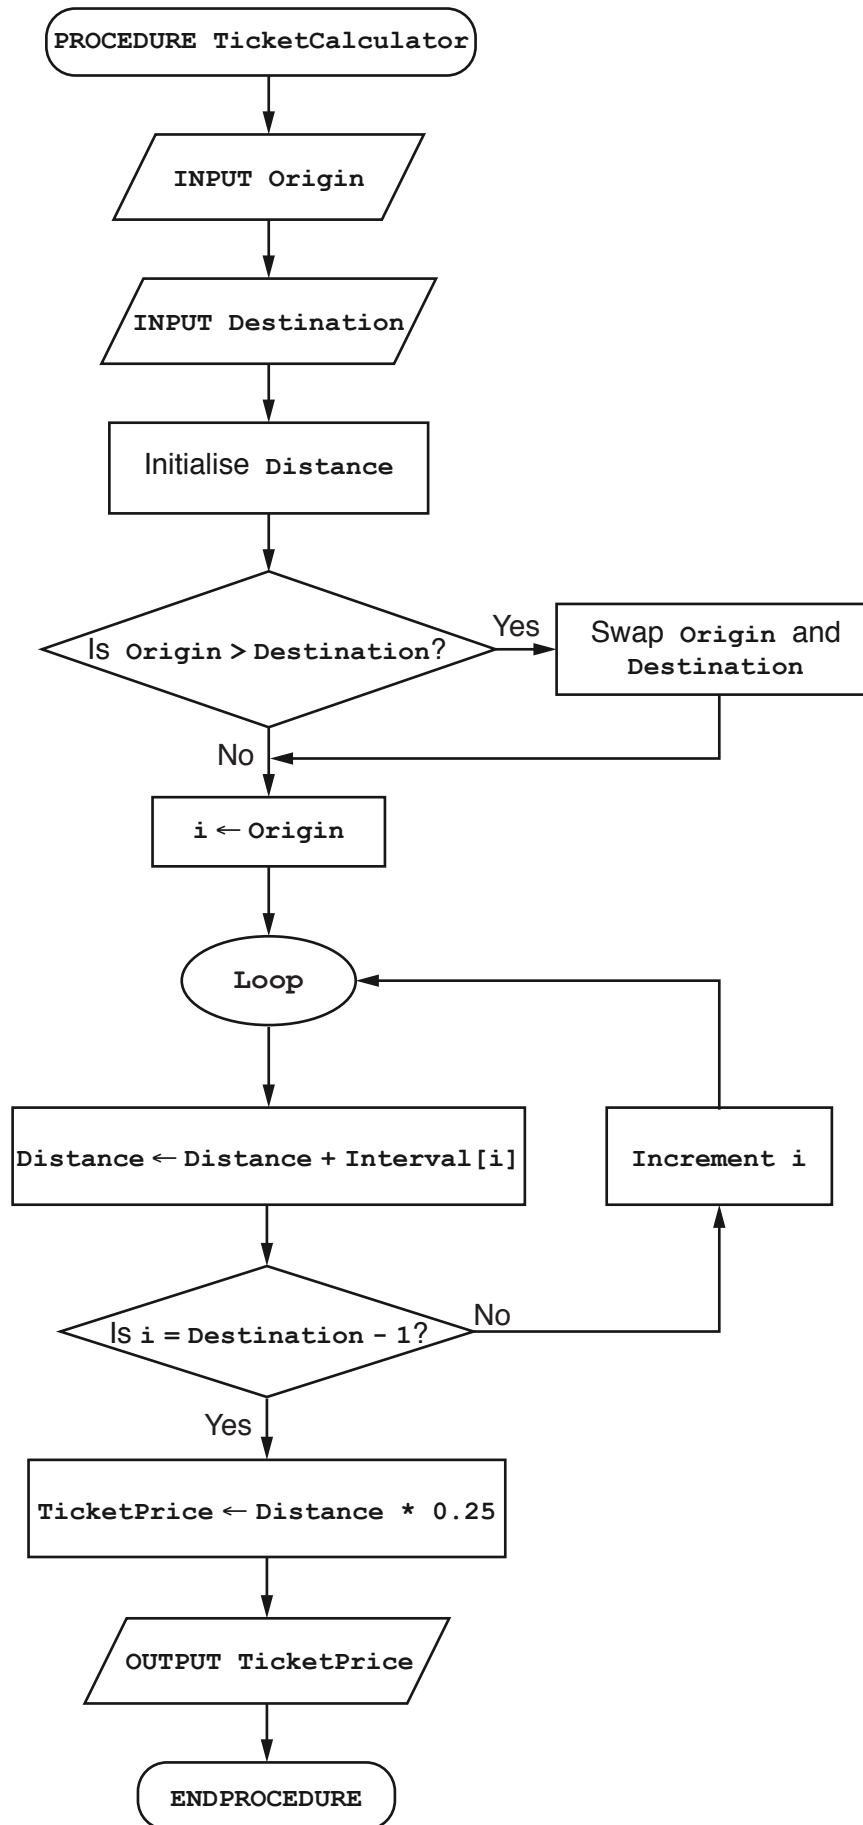 PROCEDURE TicketCalculator
INPUT Origin
INPUT Destination
Initialise Distance
Is Origin > Destination?
Yes
Swap Origin and
Destination
No
i ← Origin
Loop
Distance ← Distance + Interval[i]
Increment i
Is i = Destination - 1?
No
Yes
TicketPrice ← Distance * 0.25
OUTPUT TicketPrice
ENDPROCEDURE